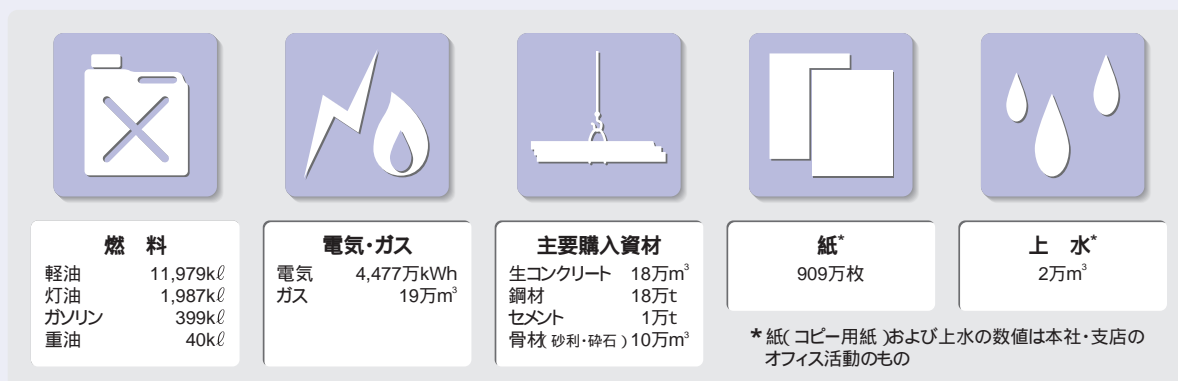 燃 料
軽油 11,979kℓ
灯油 1,987kℓ
ガソリン 399kℓ
重油 40kℓ
電気・ガス
電気 4,477万kWh
ガス 19万m³
主要購入資材
生コンクリート 18万m³
鋼材 18万t
セメント 1万t
骨材(砂利・砕石)10万m³
紙*
909万枚
上 水*
2万m³
*紙(コピー用紙)および上水の数値は本社・支店の
オフィス活動のもの